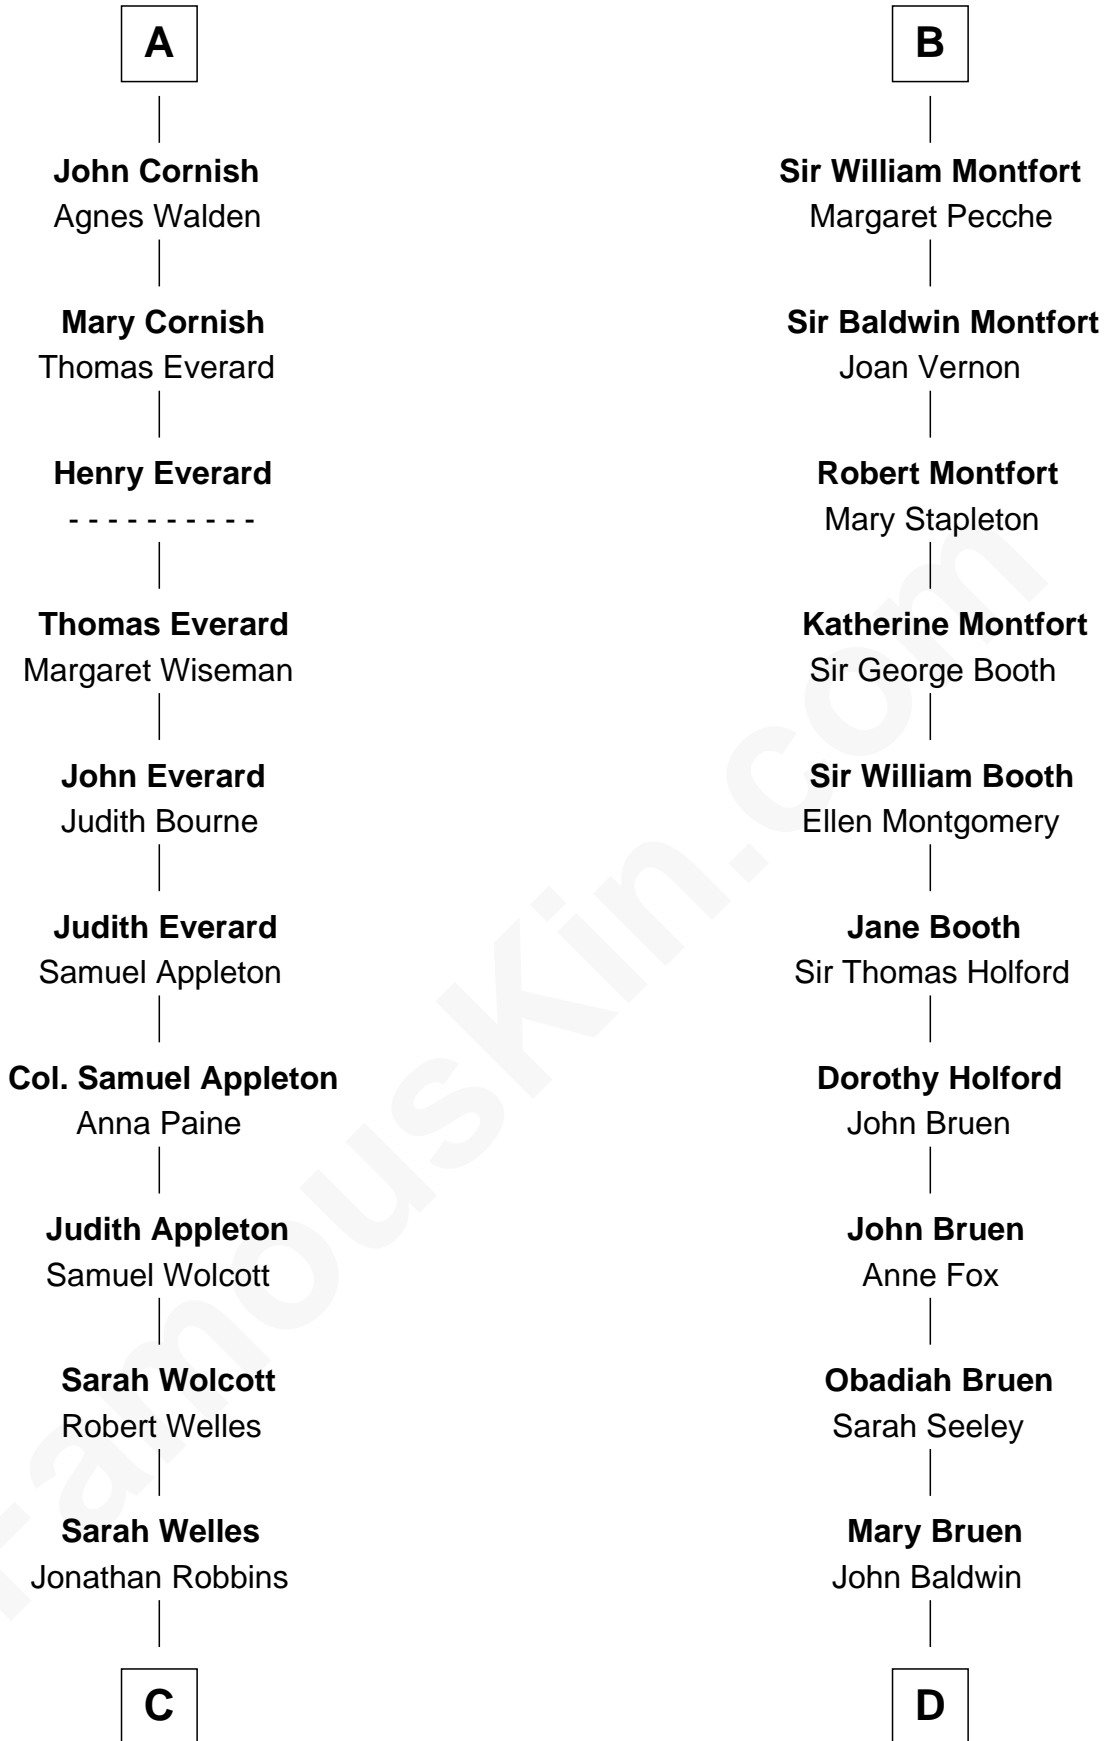 A
John Cornish
Agnes Walden
Mary Cornish
Thomas Everard
Henry Everard
- - - - - - - - - -
Thomas Everard
Margaret Wiseman
John Everard
Judith Bourne
Judith Everard
Samuel Appleton
Col. Samuel Appleton
Anna Paine
Judith Appleton
Samuel Wolcott
Sarah Wolcott
Robert Welles
Sarah Welles
Jonathan Robbins
C
B
Sir William Montfort
Margaret Pecche
Sir Baldwin Montfort
Joan Vernon
Robert Montfort
Mary Stapleton
Katherine Montfort
Sir George Booth
Sir William Booth
Ellen Montgomery
Jane Booth
Sir Thomas Holford
Dorothy Holford
John Bruen
John Bruen
Anne Fox
Obadiah Bruen
Sarah Seeley
Mary Bruen
John Baldwin
D
FamousKin.com